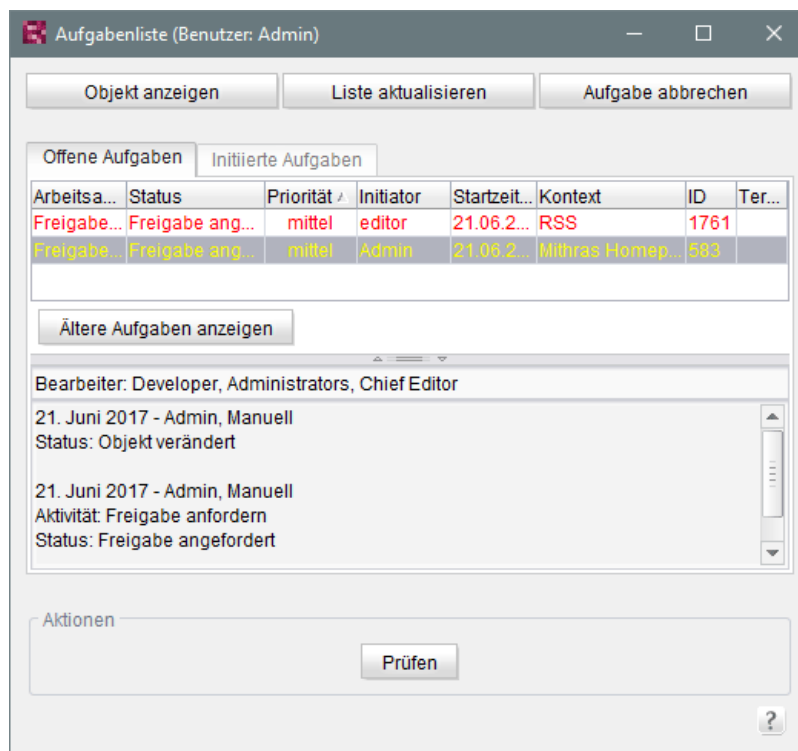 Aufgabenliste (Benutzer: Admin)
Objekt anzeigen Liste aktualisieren Aufgabe abbrechen
Offene Aufgaben Initiierte Aufgaben
Arbeitsa... Status Priorität Initiator Startzeit... Kontext ID Ter...
Freigabe... Freigabe ang... mittel editor 21.06.2... RSS 1761
Freigabe... Freigabe ang... mittel Admin 21.06.2... Mithras Homep... 583
Ältere Aufgaben anzeigen
Bearbeiter: Developer, Administrators, Chief Editor
21. Juni 2017 - Admin, Manuell
Status: Objekt verändert
21. Juni 2017 - Admin, Manuell
Aktivität: Freigabe anfordern
Status: Freigabe angefordert
Aktionen
Prüfen
?